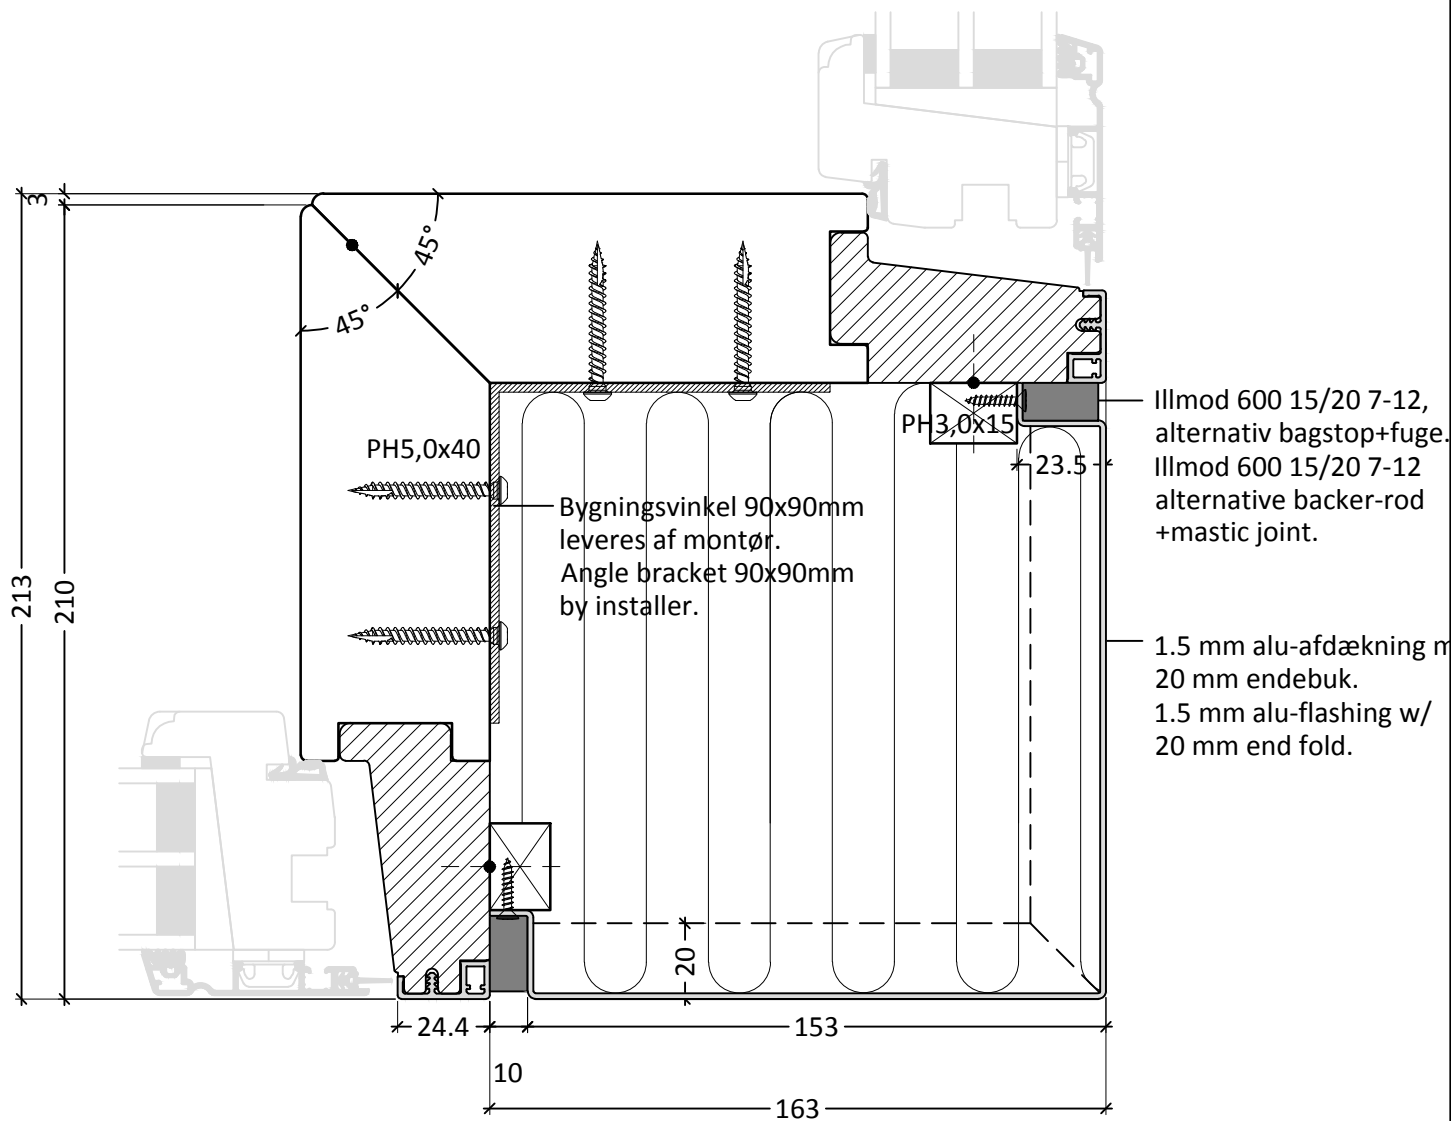 3
45°
45°
213
210
PH5,0x40
PH3,0x15
23.5
Bygningsvinkel 90x90mm
leveres af montør.
Angle bracket 90x90mm
by installer.
Illmod 600 15/20 7-12,
alternativ bagstop+fuge.
Illmod 600 15/20 7-12
alternative backer-rod
+mastic joint.
1.5 mm alu-afdækning m
20 mm endebuk.
1.5 mm alu-flashing w/
20 mm end fold.
20
24.4
153
10
163